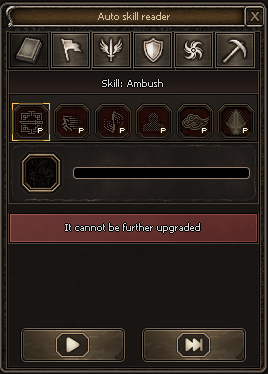 Auto skill reader
X
Skill: Ambush
P P P P P P
It cannot be further upgraded